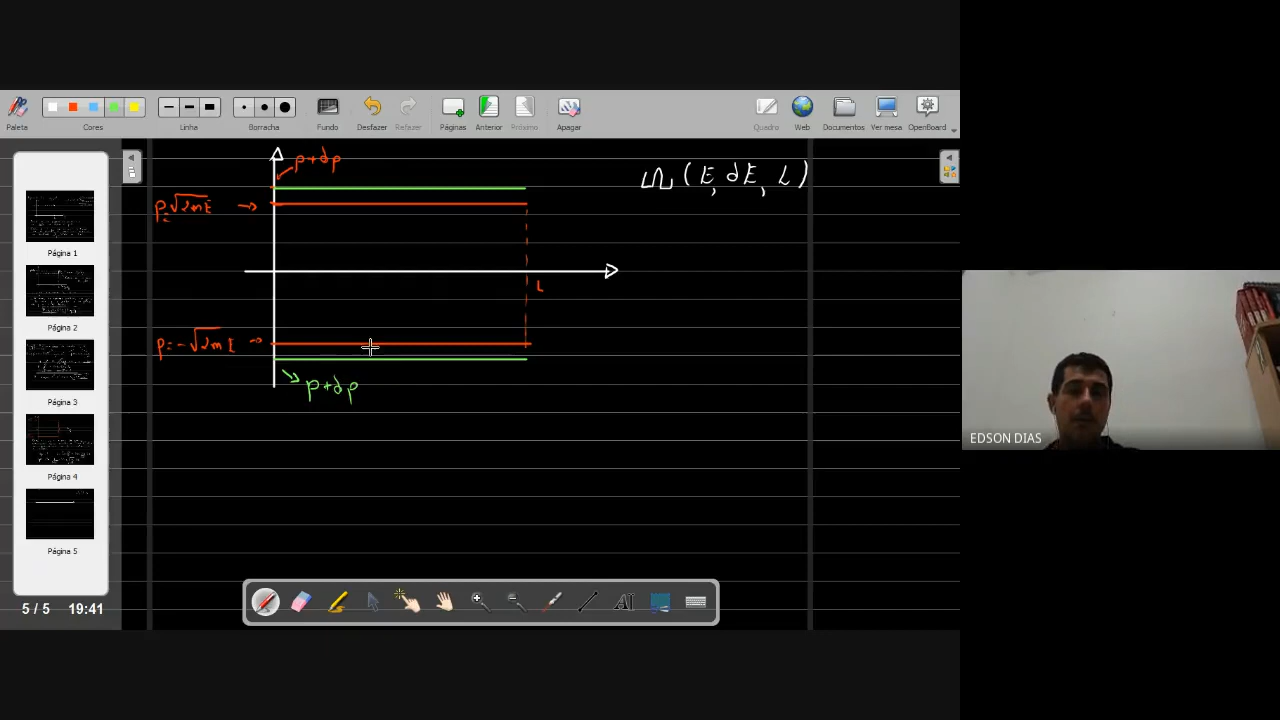 Paleta
Cores
Linha
Borracha
Fundo
Desfazer
Refazer
Páginas
Anterior
Próximo
Apagar
Quadro
Web
Documentos
Ver mesa
OpenBoard
p+dp
Ω(E, dE, L)
p=√2mE →
L
p=-√2mE →
→ p+dp
Página 1
Página 2
Página 3
Página 4
Página 5
5 / 5 19:41
EDSON DIAS